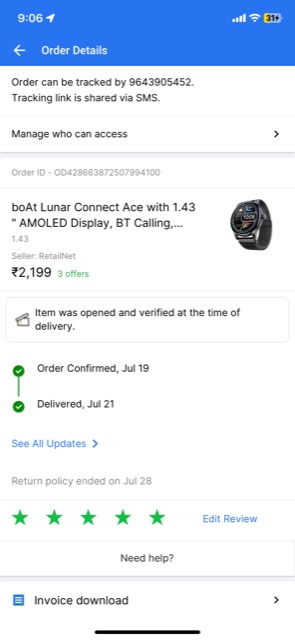 9:06
31
Order Details
Order can be tracked by 9643905452.
Tracking link is shared via SMS.
Manage who can access
Order ID - OD428663872507994100
boAt Lunar Connect Ace with 1.43
" AMOLED Display, BT Calling,...
1.43
Seller: RetailNet
₹2,199 3 offers
Item was opened and verified at the time of
delivery.
Order Confirmed, Jul 19
Delivered, Jul 21
See All Updates
Return policy ended on Jul 28
Edit Review
Need help?
Invoice download